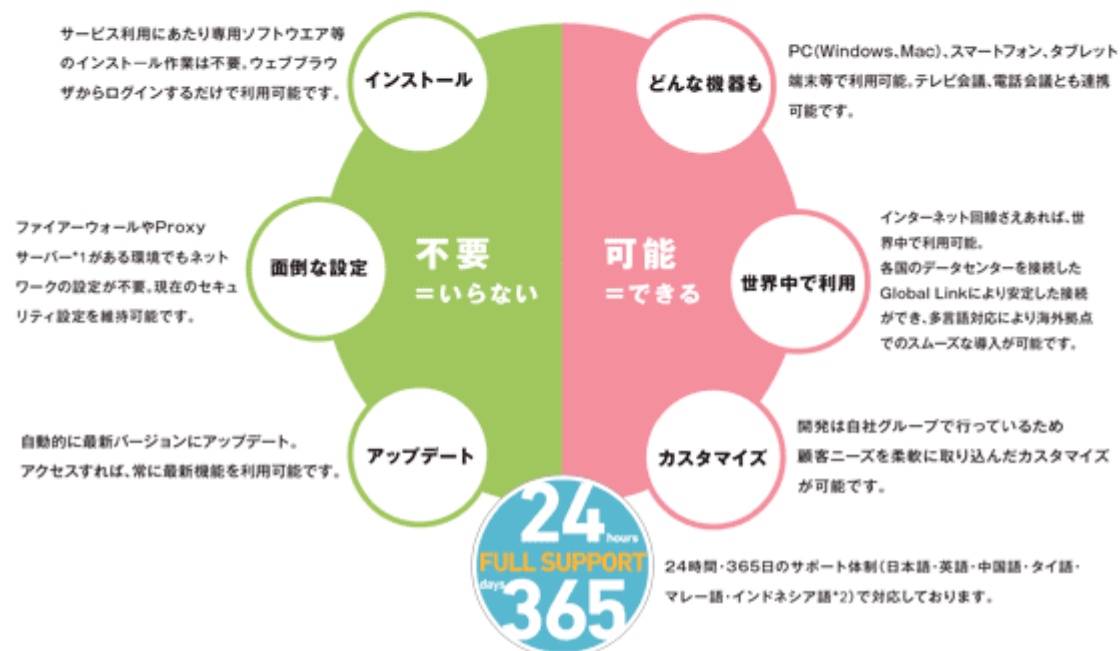 サービス利用にあたり専用ソフトウエア等
のインストール作業は不要。ウェブブラウ
ザからログインするだけで利用可能です。
インストール
どんな機器も
PC(Windows、Mac)、スマートフォン、タブレット
端末等で利用可能。テレビ会議、電話会議とも連携
可能です。
ファイアーウォールやProxy
サーバー*1がある環境でもネット
ワークの設定が不要。現在のセキュ
リティ設定を維持可能です。
面倒な設定
不要
=いらない
可能
=できる
世界中で利用
インターネット回線さえあれば、世
界中で利用可能。
各国のデータセンターを接続した
Global Linkにより安定した接続
ができ、多言語対応により海外拠点
でのスムーズな導入が可能です。
自動的に最新バージョンにアップデート。
アクセスすれば、常に最新機能を利用可能です。
アップデート
カスタマイズ
開発は自社グループで行っているため
顧客ニーズを柔軟に取り込んだカスタマイズ
が可能です。
24 hours
FULL SUPPORT
days 365
24時間・365日のサポート体制(日本語・英語・中国語・タイ語・
マレー語・インドネシア語*2)で対応しております。